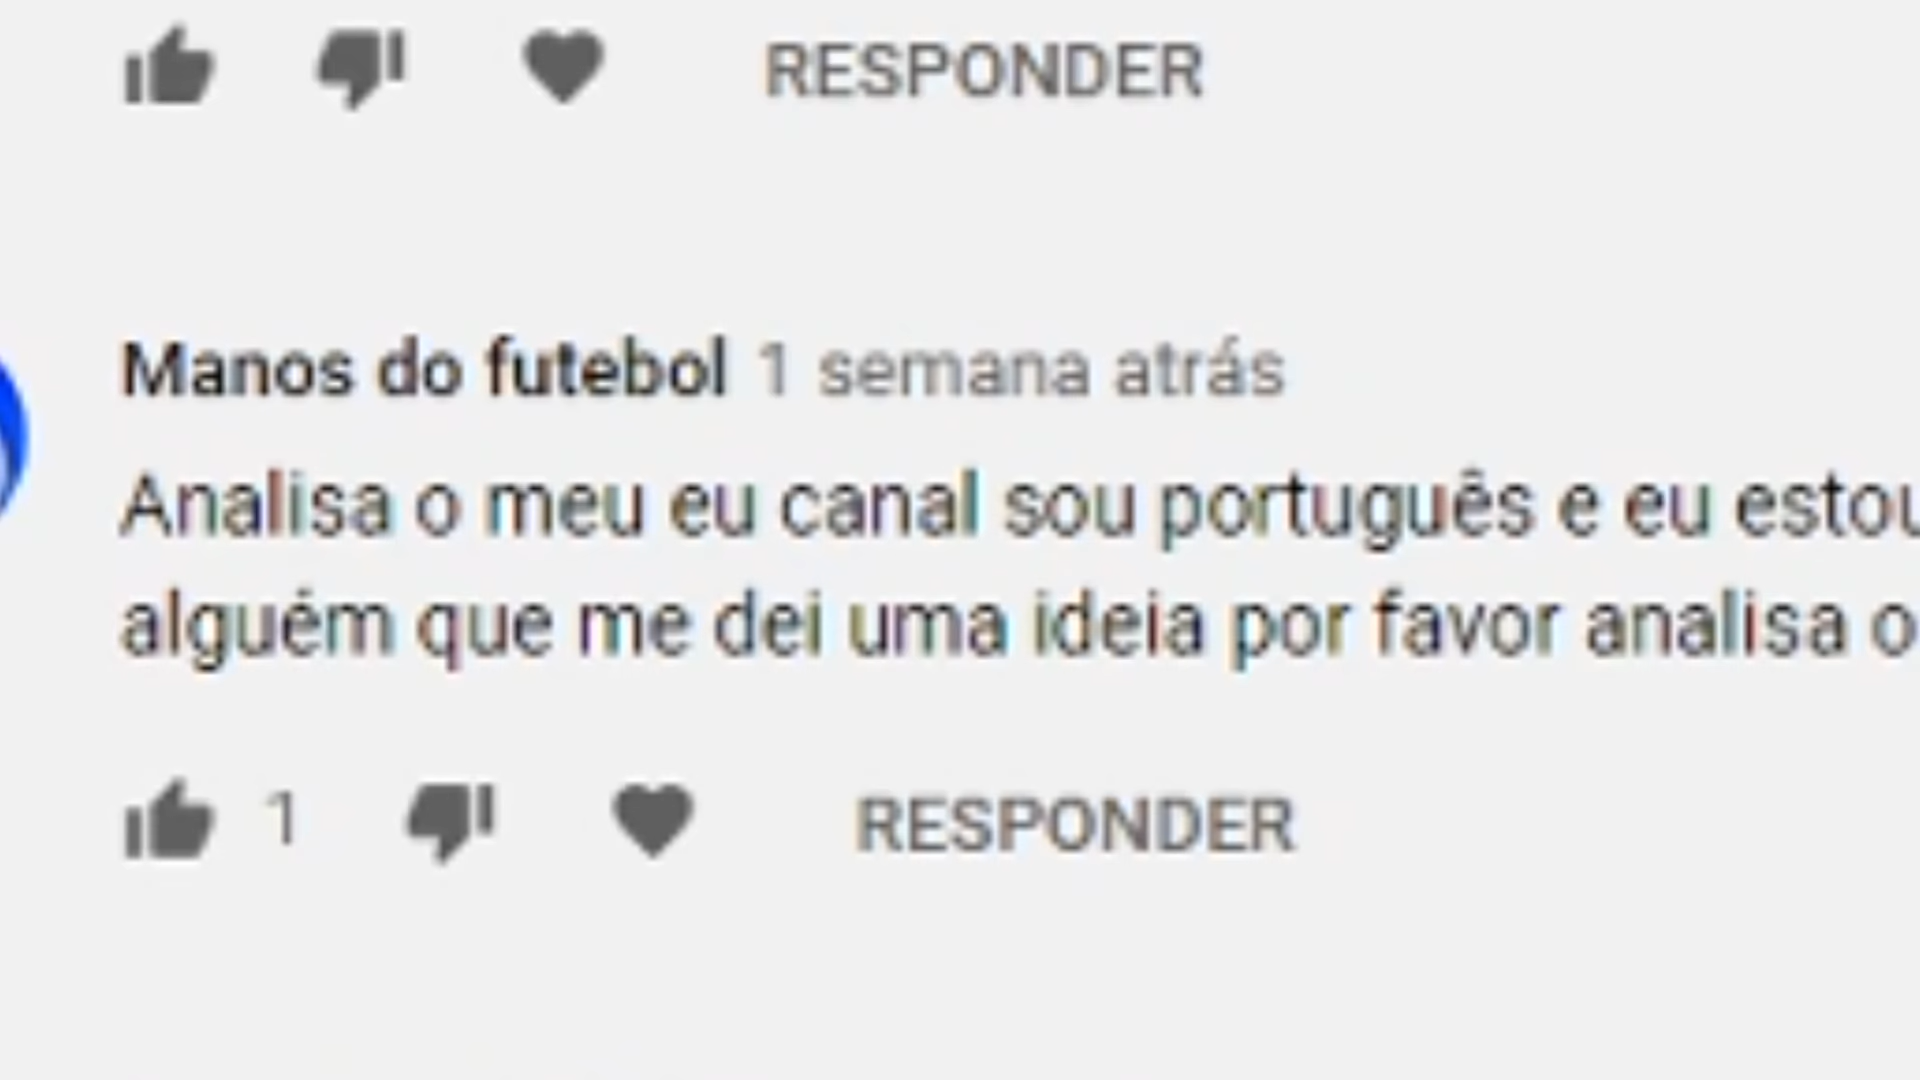 RESPONDER
Manos do futebol 1 semana atrás
Analisa o meu eu canal sou português e eu estou
alguém que me dei uma ideia por favor analisa o
1 RESPONDER